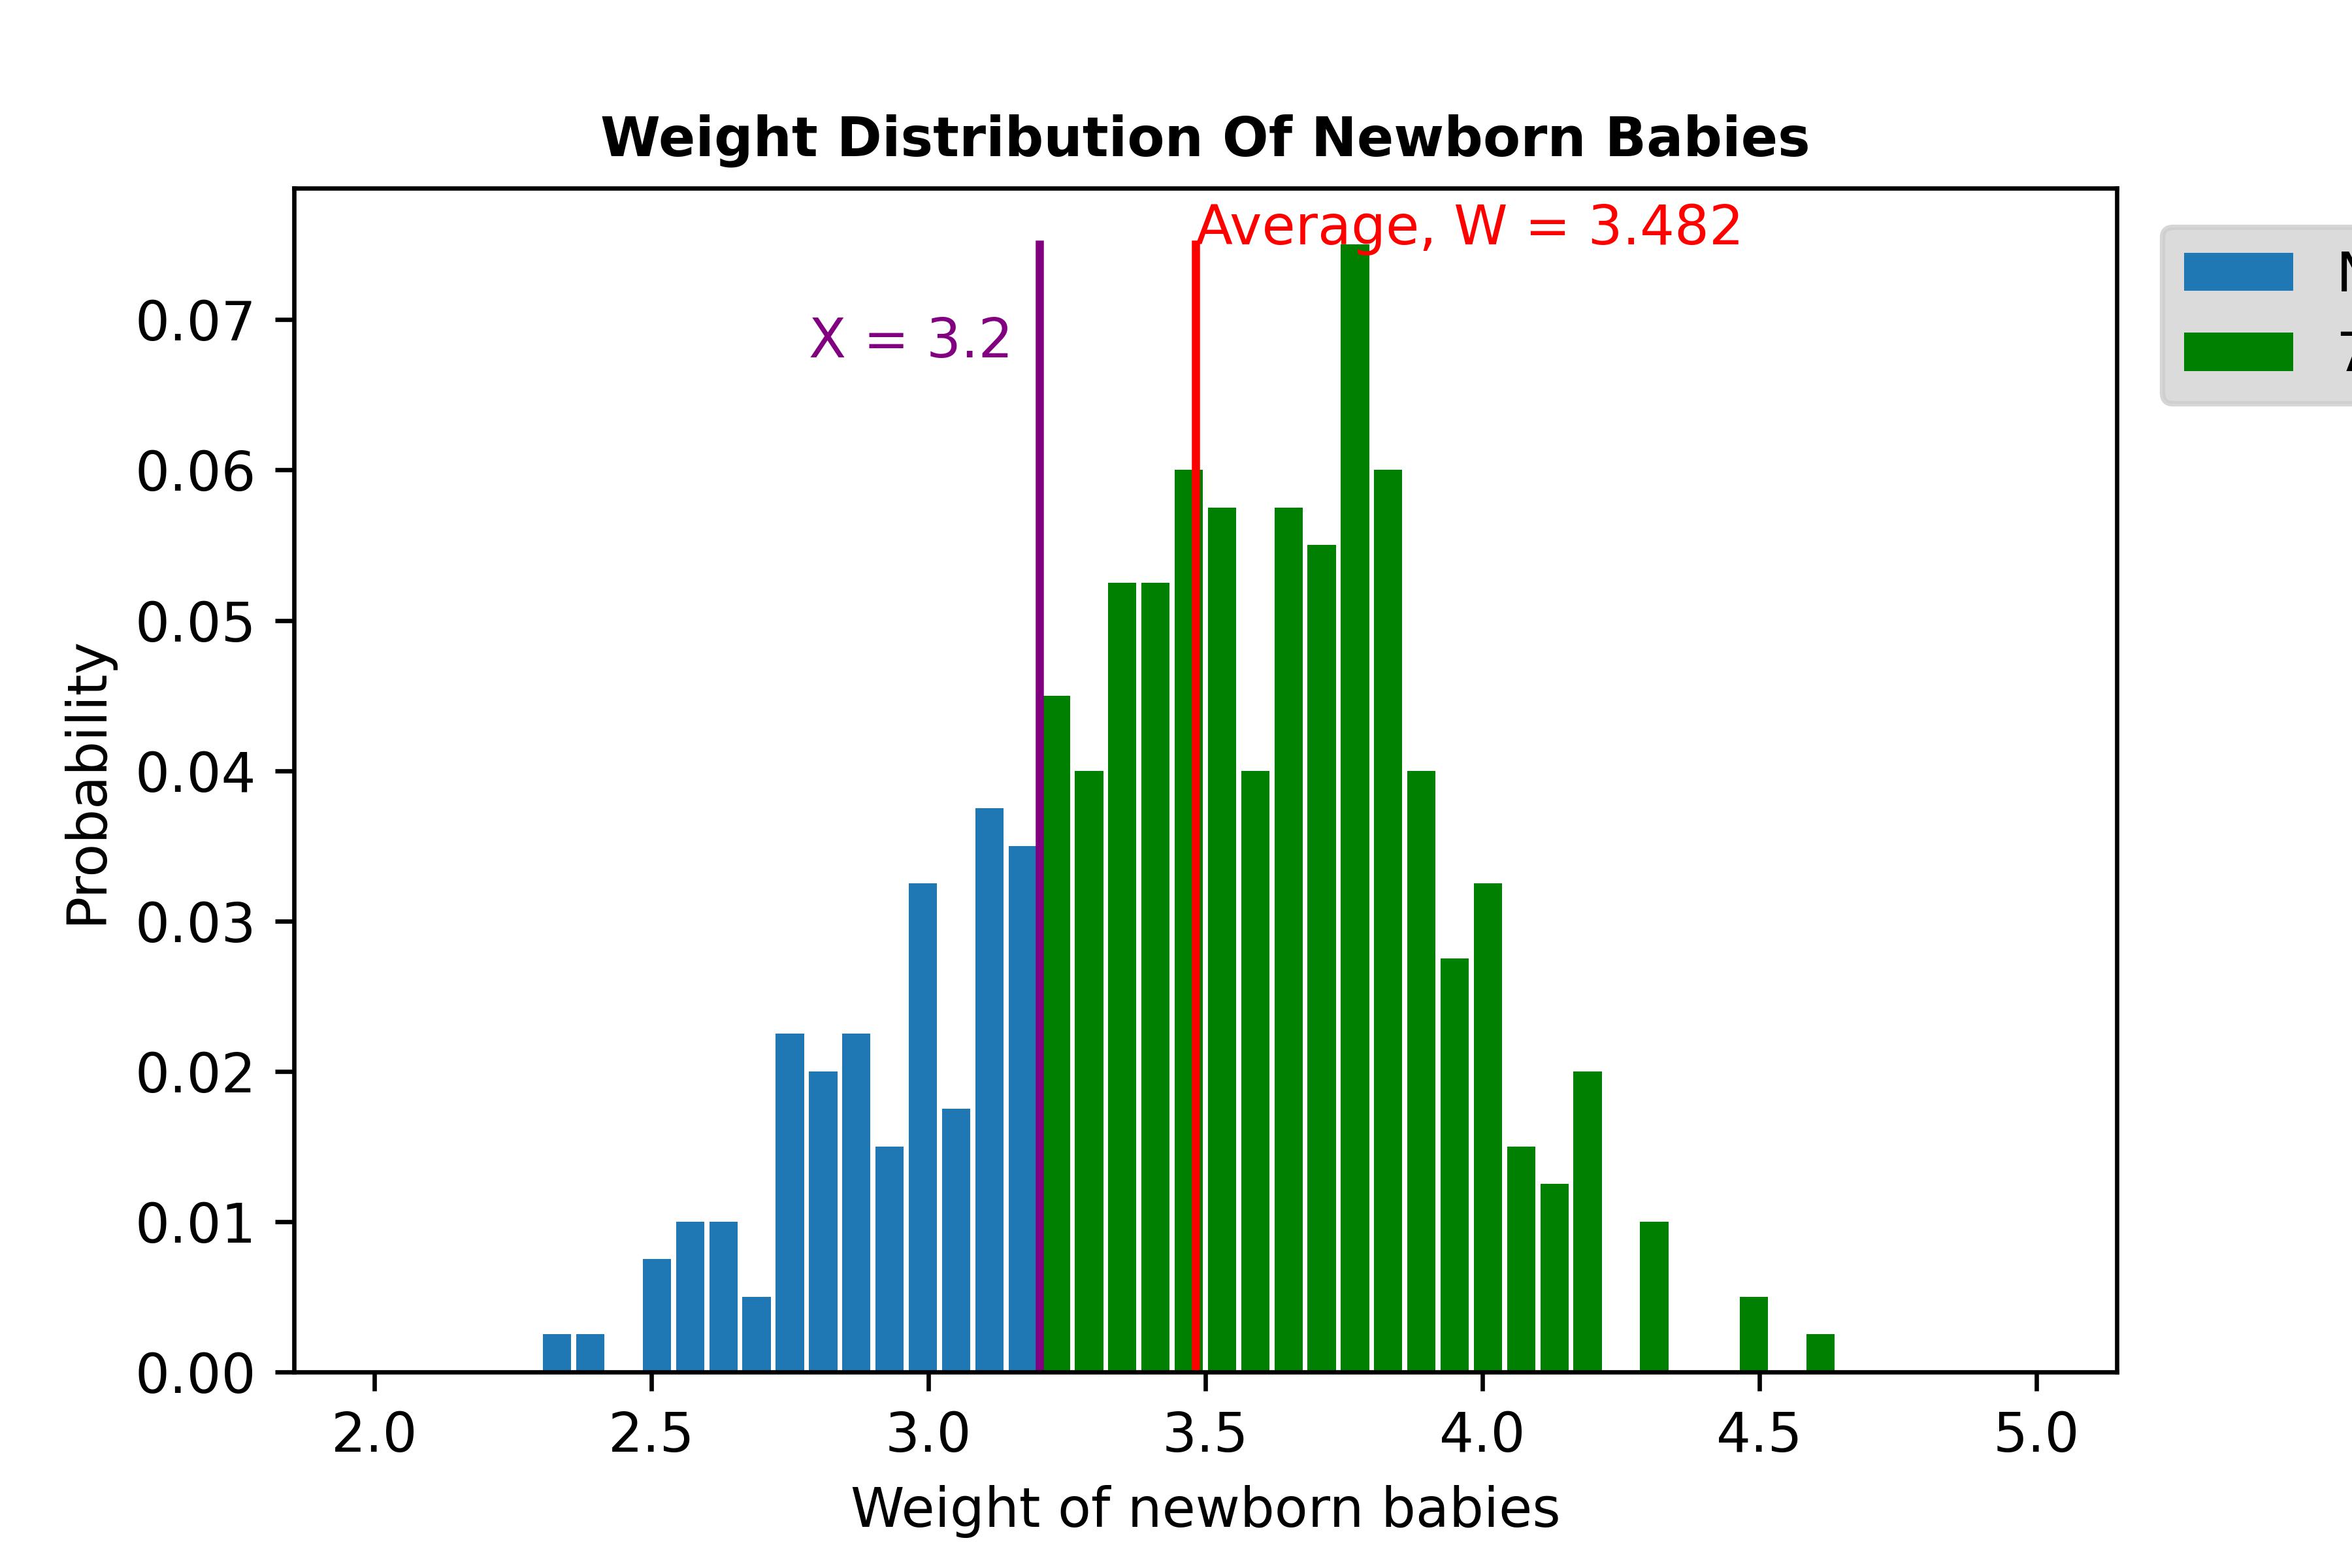 Weight Distribution Of Newborn Babies
Average, W = 3.482
X = 3.2
Probability
0.07
0.06
0.05
0.04
0.03
0.02
0.01
0.00
2.0 2.5 3.0 3.5 4.0 4.5 5.0
Weight of newborn babies